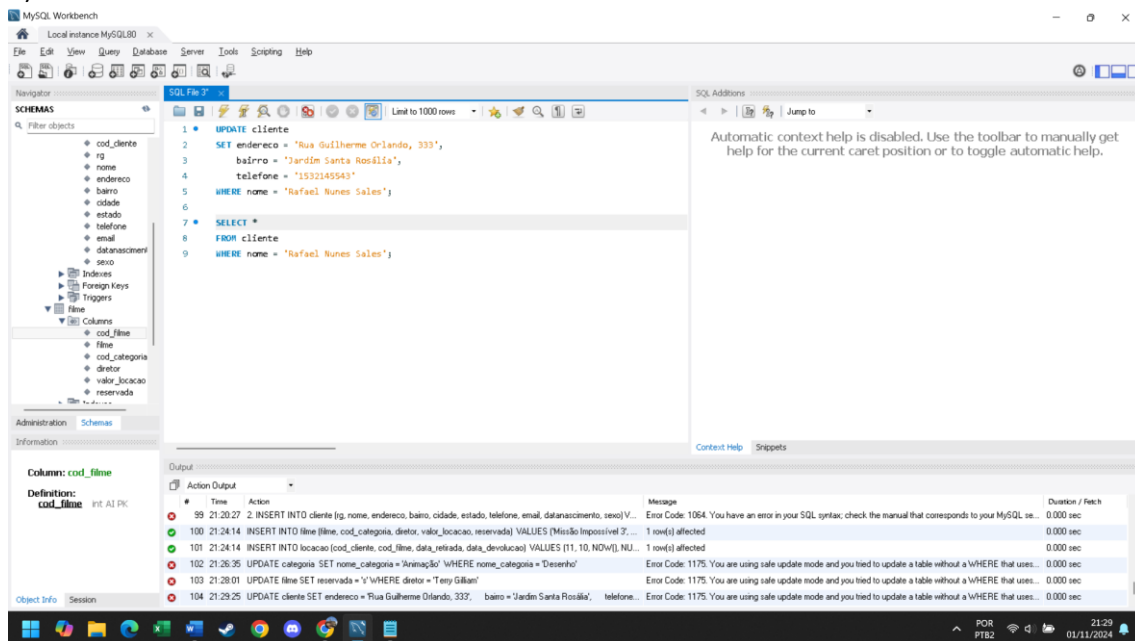 MySQL Workbench
Local instance MySQL80 ×
File Edit View Query Database Server Tools Scripting Help
Navigator
SCHEMAS
Filter objects
cod_cliente
rg
nome
endereco
bairro
cidade
estado
telefone
email
datanasciment
sexo
Indexes
Foreign Keys
Triggers
filme
Columns
cod_filme
filme
cod_categoria
diretor
valor_locacao
reservada
Indexes
Administration Schemas
Information
Column: cod_filme
Definition:
cod_filme int AI PK
Object Info Session
SQL File 3* ×
Limit to 1000 rows
1 UPDATE cliente
2 SET endereco = 'Rua Guilherme Orlando, 333',
3 bairro = 'Jardim Santa Rosália',
4 telefone = '1532145543'
5 WHERE nome = 'Rafael Nunes Sales';
6
7 SELECT *
8 FROM cliente
9 WHERE nome = 'Rafael Nunes Sales';
SQL Additions
Jump to
Automatic context help is disabled. Use the toolbar to manually get
help for the current caret position or to toggle automatic help.
Context Help Snippets
Output
Action Output
# Time Action Message Duration / Fetch
99 21:20:27 2. INSERT INTO cliente (rg, nome, endereco, bairro, cidade, estado, telefone, email, datanascimento, sexo) V... Error Code: 1064. You have an error in your SQL syntax; check the manual that corresponds to your MySQL se... 0.000 sec
100 21:24:14 INSERT INTO filme (filme, cod_categoria, diretor, valor_locacao, reservada) VALUES ('Missão Impossível 3', ... 1 row(s) affected 0.000 sec
101 21:24:14 INSERT INTO locacao (cod_cliente, cod_filme, data_retirada, data_devolucao) VALUES (11, 10, NOW(), NU... 1 row(s) affected 0.000 sec
102 21:26:35 UPDATE categoria SET nome_categoria = 'Animação' WHERE nome_categoria = 'Desenho' Error Code: 1175. You are using safe update mode and you tried to update a table without a WHERE that uses... 0.000 sec
103 21:28:01 UPDATE filme SET reservada = 's' WHERE diretor = 'Terry Gilliam' Error Code: 1175. You are using safe update mode and you tried to update a table without a WHERE that uses... 0.000 sec
104 21:29:25 UPDATE cliente SET endereco = 'Rua Guilherme Orlando, 333', bairro = 'Jardim Santa Rosália', telefone... Error Code: 1175. You are using safe update mode and you tried to update a table without a WHERE that uses... 0.000 sec
POR
PTB2
21:29
01/11/2024